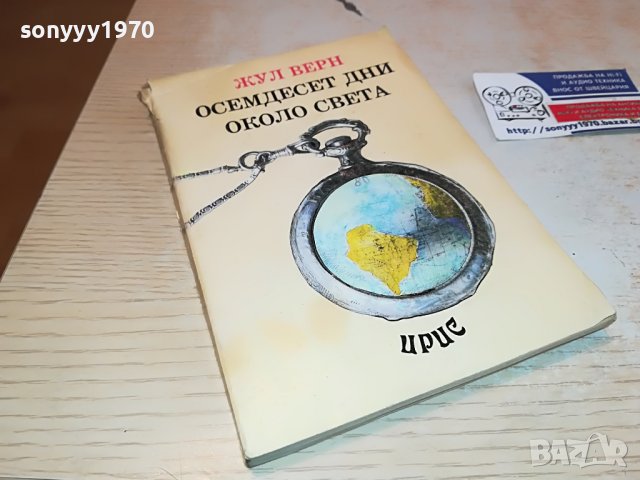 sonyyy1970
ЖУЛ ВЕРН
ОСЕМДЕСЕТ ДНИ
ОКОЛО СВЕТА
ирис
ПРОДАЖБА НА HI-FI
И АУДИО ТЕХНИКА
ВНОС ОТ ШВЕЙЦАРИЯ
http://sonyyy1970.bazar.b
BAZAR
bg